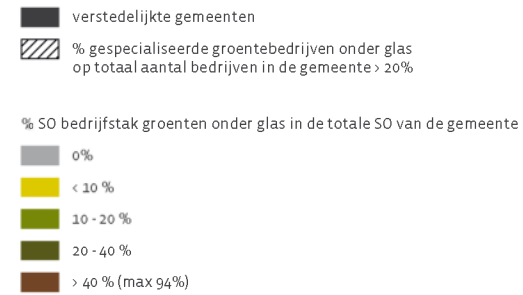 verstedelijkte gemeenten
% gespecialiseerde groentebedrijven onder glas
op totaal aantal bedrijven in de gemeente > 20%
% SO bedrijfstak groenten onder glas in de totale SO van de gemeente
0%
< 10 %
10 - 20 %
20 - 40 %
> 40 % (max 94%)